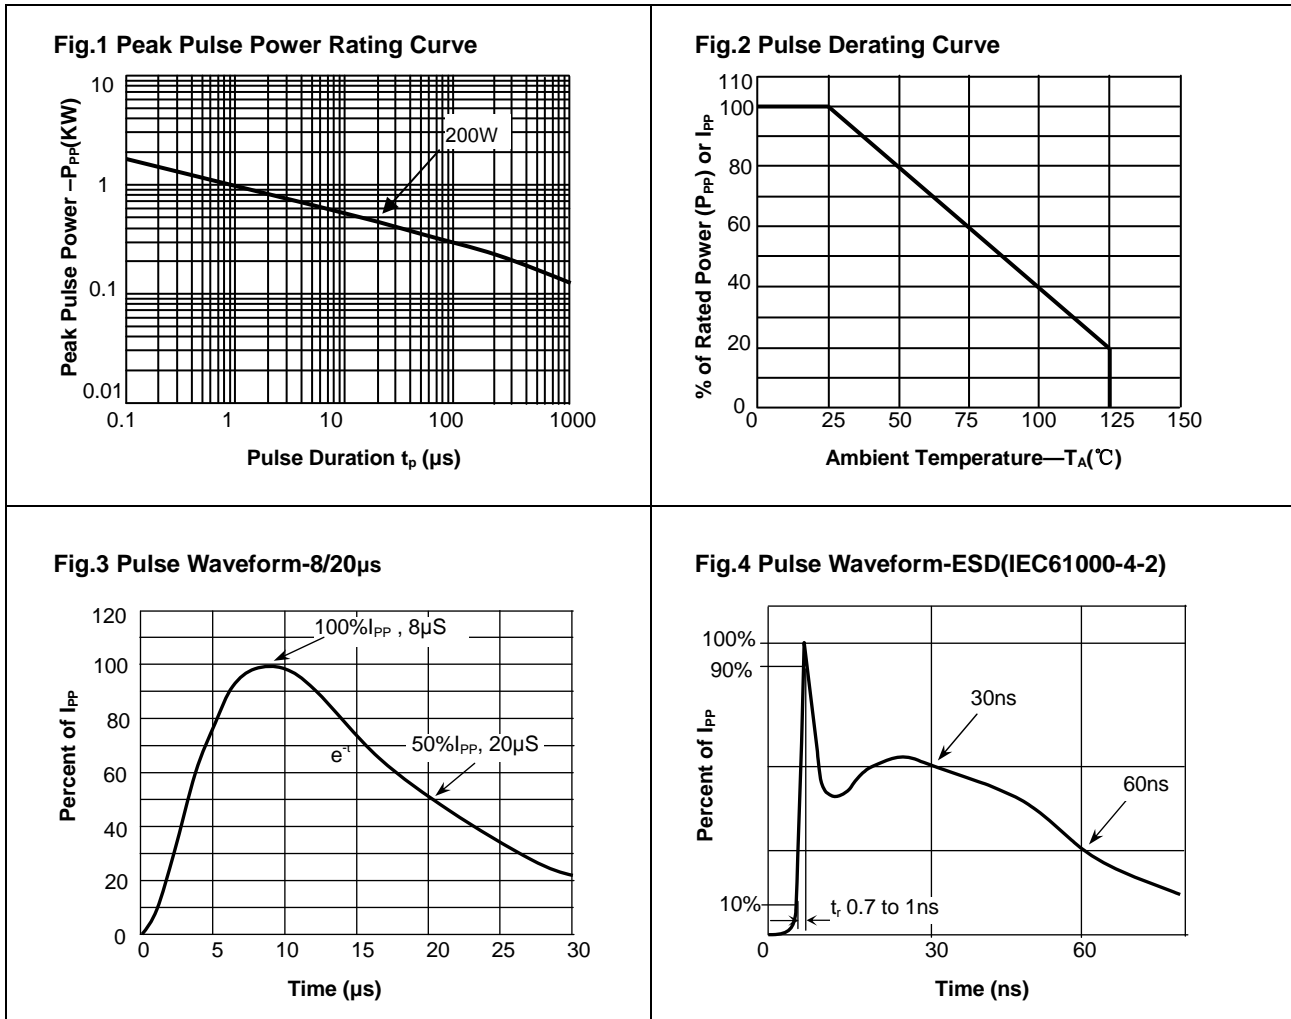 Fig.1 Peak Pulse Power Rating Curve
Peak Pulse Power –PPP(KW)
10
1
0.1
0.01
200W
0.1 1 10 100 1000
Pulse Duration tp (µs)
Fig.2 Pulse Derating Curve
% of Rated Power (PPP) or IPP
110
100
80
60
40
20
0
0 25 50 75 100 125 150
Ambient Temperature—TA(℃)
Fig.3 Pulse Waveform-8/20µs
Percent of IPP
120
100
80
60
40
20
0
100%IPP , 8µS
e-t
50%IPP, 20µS
0 5 10 15 20 25 30
Time (µs)
Fig.4 Pulse Waveform-ESD(IEC61000-4-2)
Percent of IPP
100%
90%
10%
30ns
60ns
tr 0.7 to 1ns
0 30 60
Time (ns)